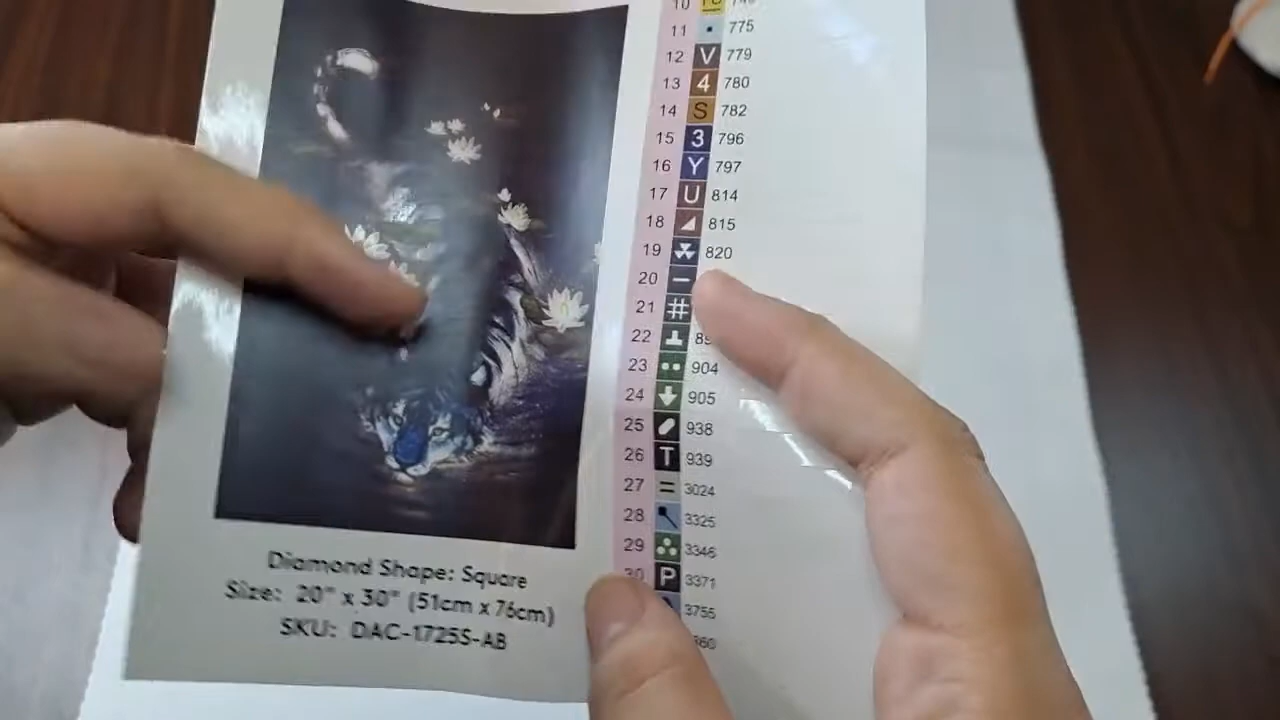 10
11 775
12 V 779
13 4 780
14 S 782
15 3 796
16 Y 797
17 U 814
18 815
19 820
20 —
21 #
22
23 904
24 905
25 938
26 T 939
27 = 3024
28 3325
29 3346
30 P 3371
3755
Diamond Shape: Square
Size: 20" x 30" (51cm x 76cm)
SKU: DAC-1725S-AB